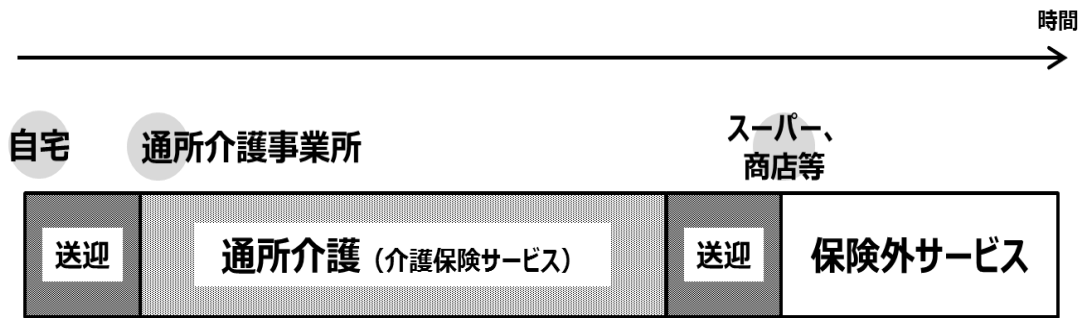 時間
自宅
通所介護事業所
スーパー、
商店等
送迎
通所介護（介護保険サービス）
送迎
保険外サービス